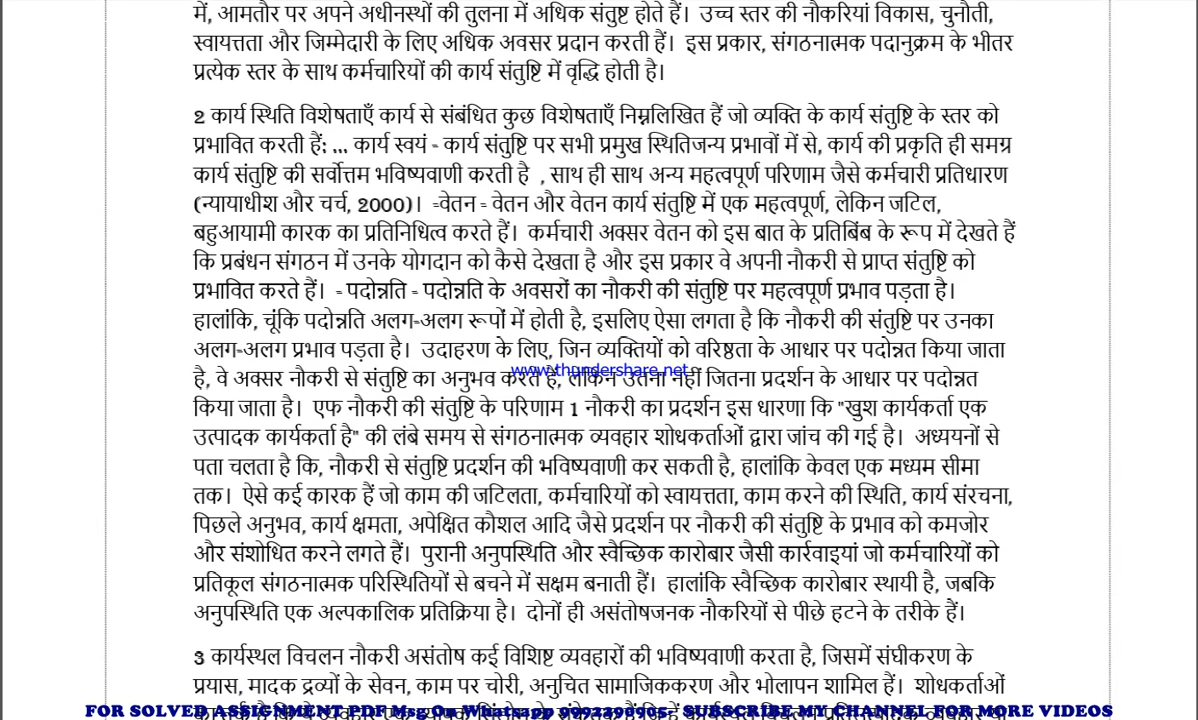 में, आमतौर पर अपने अधीनस्थों की तुलना में अधिक संतुष्ट होते हैं। उच्च स्तर की नौकरियां विकास, चुनौती,
स्वायत्तता और जिम्मेदारी के लिए अधिक अवसर प्रदान करती हैं। इस प्रकार, संगठनात्मक पदानुक्रम के भीतर
प्रत्येक स्तर के साथ कर्मचारियों की कार्य संतुष्टि में वृद्धि होती है।
2 कार्य स्थिति विशेषताएँ कार्य से संबंधित कुछ विशेषताएँ निम्नलिखित हैं जो व्यक्ति के कार्य संतुष्टि के स्तर को
प्रभावित करती हैं: ... कार्य स्वयं - कार्य संतुष्टि पर सभी प्रमुख स्थितिजन्य प्रभावों में से, कार्य की प्रकृति ही समग्र
कार्य संतुष्टि की सर्वोत्तम भविष्यवाणी करती है , साथ ही साथ अन्य महत्वपूर्ण परिणाम जैसे कर्मचारी प्रतिधारण
(न्यायाधीश और चर्च, 2000)। -वेतन - वेतन और वेतन कार्य संतुष्टि में एक महत्वपूर्ण, लेकिन जटिल,
बहुआयामी कारक का प्रतिनिधित्व करते हैं। कर्मचारी अक्सर वेतन को इस बात के प्रतिबिंब के रूप में देखते हैं
कि प्रबंधन संगठन में उनके योगदान को कैसे देखता है और इस प्रकार वे अपनी नौकरी से प्राप्त संतुष्टि को
प्रभावित करते हैं। - पदोन्नति - पदोन्नति के अवसरों का नौकरी की संतुष्टि पर महत्वपूर्ण प्रभाव पड़ता है।
हालांकि, चूंकि पदोन्नति अलग-अलग रूपों में होती है, इसलिए ऐसा लगता है कि नौकरी की संतुष्टि पर उनका
अलग-अलग प्रभाव पड़ता है। उदाहरण के लिए, जिन व्यक्तियों को वरिष्ठता के आधार पर पदोन्नत किया जाता
www.thundershare.net
है, वे अक्सर नौकरी से संतुष्टि का अनुभव करते हैं, लेकिन उतना नहीं जितना प्रदर्शन के आधार पर पदोन्नत
किया जाता है। एफ नौकरी की संतुष्टि के परिणाम 1 नौकरी का प्रदर्शन इस धारणा कि "खुश कार्यकर्ता एक
उत्पादक कार्यकर्ता है" की लंबे समय से संगठनात्मक व्यवहार शोधकर्ताओं द्वारा जांच की गई है। अध्ययनों से
पता चलता है कि, नौकरी से संतुष्टि प्रदर्शन की भविष्यवाणी कर सकती है, हालांकि केवल एक मध्यम सीमा
तक। ऐसे कई कारक हैं जो काम की जटिलता, कर्मचारियों को स्वायत्तता, काम करने की स्थिति, कार्य संरचना,
पिछले अनुभव, कार्य क्षमता, अपेक्षित कौशल आदि जैसे प्रदर्शन पर नौकरी की संतुष्टि के प्रभाव को कमजोर
और संशोधित करने लगते हैं। पुरानी अनुपस्थिति और स्वैच्छिक कारोबार जैसी कार्रवाइयां जो कर्मचारियों को
प्रतिकूल संगठनात्मक परिस्थितियों से बचने में सक्षम बनाती हैं। हालांकि स्वैच्छिक कारोबार स्थायी है, जबकि
अनुपस्थिति एक अल्पकालिक प्रतिक्रिया है। दोनों ही असंतोषजनक नौकरियों से पीछे हटने के तरीके हैं।
3 कार्यस्थल विचलन नौकरी असंतोष कई विशिष्ट व्यवहारों की भविष्यवाणी करता है, जिसमें संघीकरण के
प्रयास, मादक द्रव्यों के सेवन, काम पर चोरी, अनुचित सामाजिककरण और भोलापन शामिल हैं। शोधकर्ताओं
FOR SOLVED ASSIGNMENT PDF Msg On Whatsapp 9992290905- SUBSCRIBE MY CHANNEL FOR MORE VIDEOS